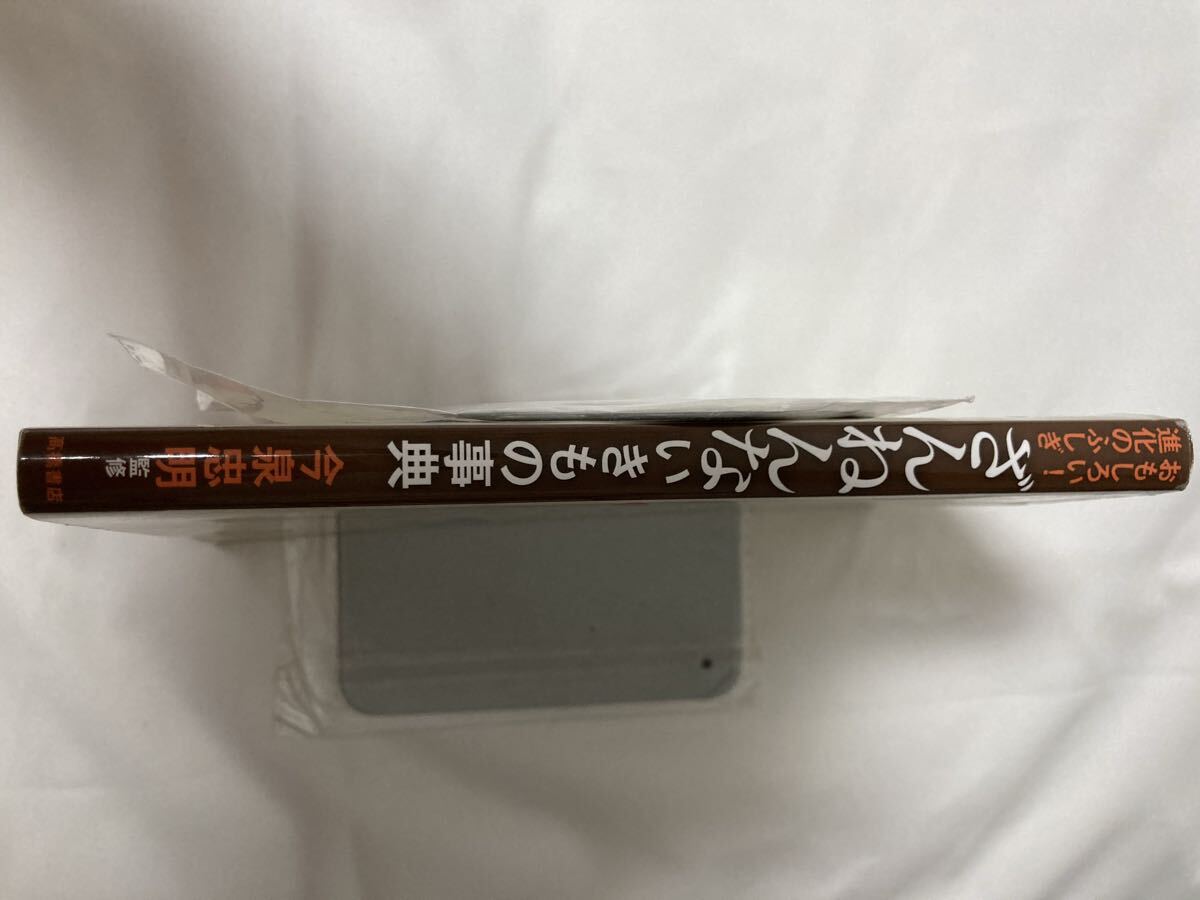 おもしろい!
進化のふしぎ
ざんねんないきもの事典
今泉忠明
監修
高橋書店